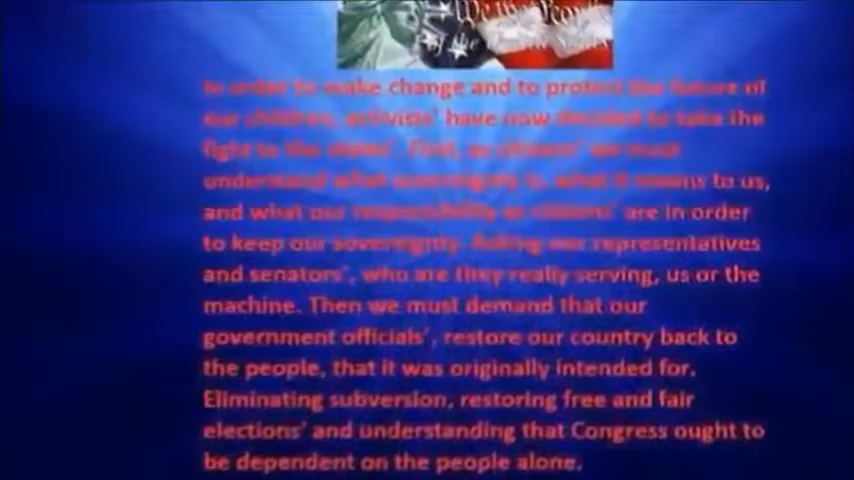 We the People
of the
In order to make change and to protect the future of
our children, activists' have now decided to take the
fight to the states'. First, as citizens' we must
understand what sovereignty is, what it means to us,
and what our responsibility as citizens' are in order
to keep our sovereignty. Asking our representatives
and senators', who are they really serving, us or the
machine. Then we must demand that our
government officials', restore our country back to
the people, that it was originally intended for.
Eliminating subversion, restoring free and fair
elections' and understanding that Congress ought to
be dependent on the people alone.